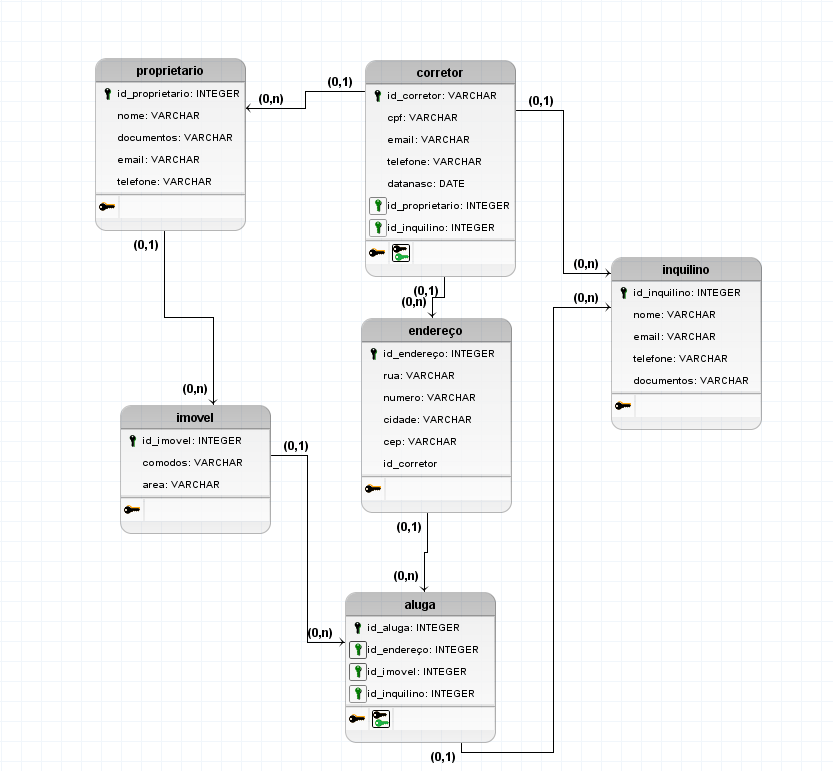 proprietario
id_proprietario: INTEGER
nome: VARCHAR
documentos: VARCHAR
email: VARCHAR
telefone: VARCHAR
(0,n)
(0,1)
corretor
id_corretor: VARCHAR
cpf: VARCHAR
email: VARCHAR
telefone: VARCHAR
datanasc: DATE
id_proprietario: INTEGER
id_inquilino: INTEGER
(0,1)
(0,n)
(0,n)
inquilino
id_inquilino: INTEGER
nome: VARCHAR
email: VARCHAR
telefone: VARCHAR
documentos: VARCHAR
(0,1)
(0,n)
(0,1)
(0,n)
endereço
id_endereço: INTEGER
rua: VARCHAR
numero: VARCHAR
cidade: VARCHAR
cep: VARCHAR
id_corretor
imovel
id_imovel: INTEGER
comodos: VARCHAR
area: VARCHAR
(0,1)
(0,n)
(0,1)
(0,n)
aluga
id_aluga: INTEGER
id_endereço: INTEGER
id_imovel: INTEGER
id_inquilino: INTEGER
(0,1)